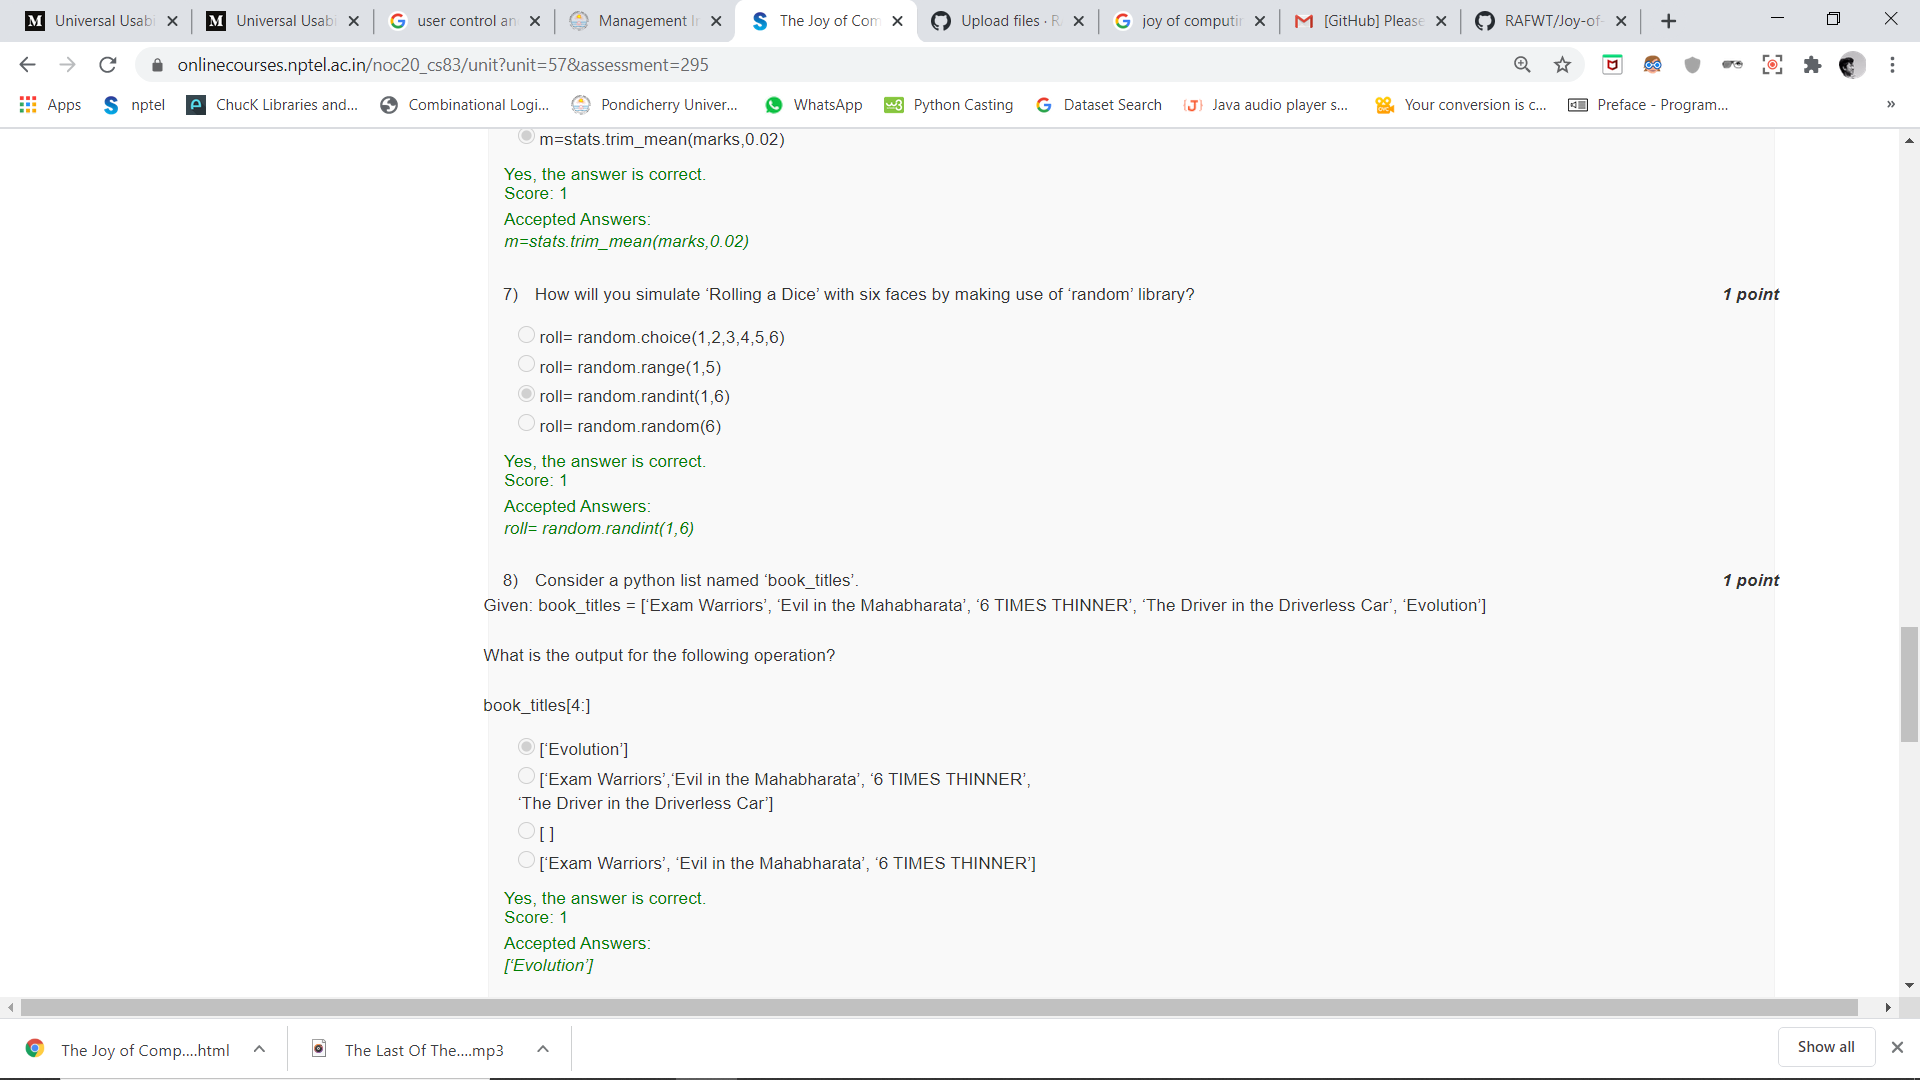 Universal Usabi
Universal Usabi
user control an
Management I
The Joy of Com
Upload files · R
joy of computin
[GitHub] Please
RAFWT/Joy-of-
onlinecourses.nptel.ac.in/noc20_cs83/unit?unit=57&assessment=295
Apps
nptel
ChucK Libraries and...
Combinational Logi...
Pondicherry Univer...
WhatsApp
Python Casting
Dataset Search
Java audio player s...
Your conversion is c...
Preface - Program...
»
m=stats.trim_mean(marks,0.02)
Yes, the answer is correct.
Score: 1
Accepted Answers:
m=stats.trim_mean(marks,0.02)
7) How will you simulate ‘Rolling a Dice’ with six faces by making use of ‘random’ library? 1 point
roll= random.choice(1,2,3,4,5,6)
roll= random.range(1,5)
roll= random.randint(1,6)
roll= random.random(6)
Yes, the answer is correct.
Score: 1
Accepted Answers:
roll= random.randint(1,6)
8) Consider a python list named ‘book_titles’. 1 point
Given: book_titles = [‘Exam Warriors’, ‘Evil in the Mahabharata’, ‘6 TIMES THINNER’, ‘The Driver in the Driverless Car’, ‘Evolution’]
What is the output for the following operation?
book_titles[4:]
[‘Evolution’]
[‘Exam Warriors’,‘Evil in the Mahabharata’, ‘6 TIMES THINNER’,
‘The Driver in the Driverless Car’]
[ ]
[‘Exam Warriors’, ‘Evil in the Mahabharata’, ‘6 TIMES THINNER’]
Yes, the answer is correct.
Score: 1
Accepted Answers:
[‘Evolution’]
The Joy of Comp....html
The Last Of The....mp3
Show all